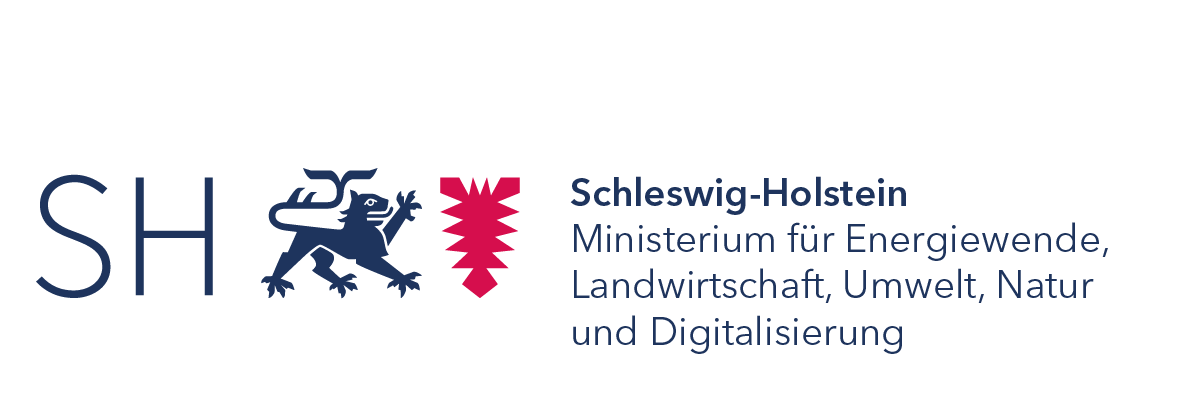 SH
Schleswig-Holstein
Ministerium für Energiewende,
Landwirtschaft, Umwelt, Natur
und Digitalisierung